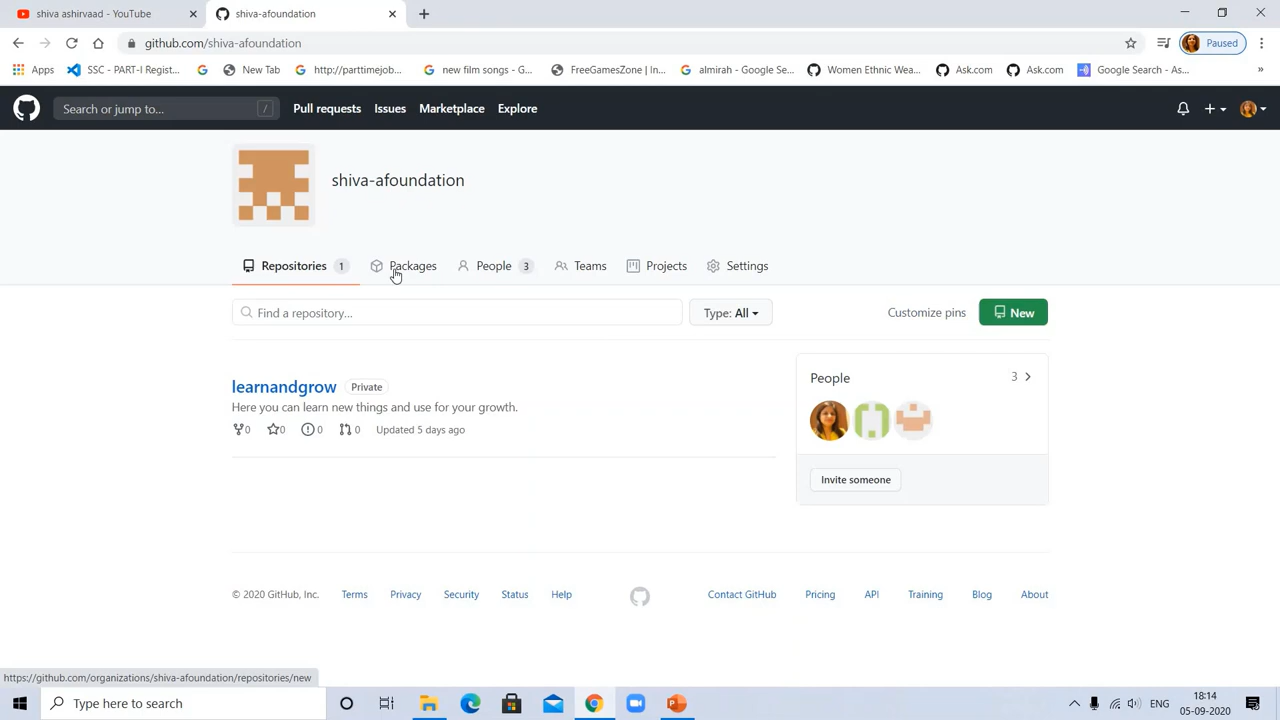 shiva ashirvaad - YouTube
shiva-afoundation
github.com/shiva-afoundation
Paused
Apps
SSC - PART-I Regist...
New Tab
http://parttimejob...
new film songs - G...
FreeGamesZone | In...
almirah - Google Se...
Women Ethnic Wea...
Ask.com
Ask.com
Google Search - As...
»
Search or jump to... /
Pull requests
Issues
Marketplace
Explore
shiva-afoundation
Repositories 1
Packages
People 3
Teams
Projects
Settings
Find a repository...
Type: All
Customize pins
New
learnandgrow Private
Here you can learn new things and use for your growth.
0 0 0 0 Updated 5 days ago
People 3
Invite someone
© 2020 GitHub, Inc.
Terms
Privacy
Security
Status
Help
Contact GitHub
Pricing
API
Training
Blog
About
https://github.com/organizations/shiva-afoundation/repositories/new
Type here to search
ENG
18:14
05-09-2020